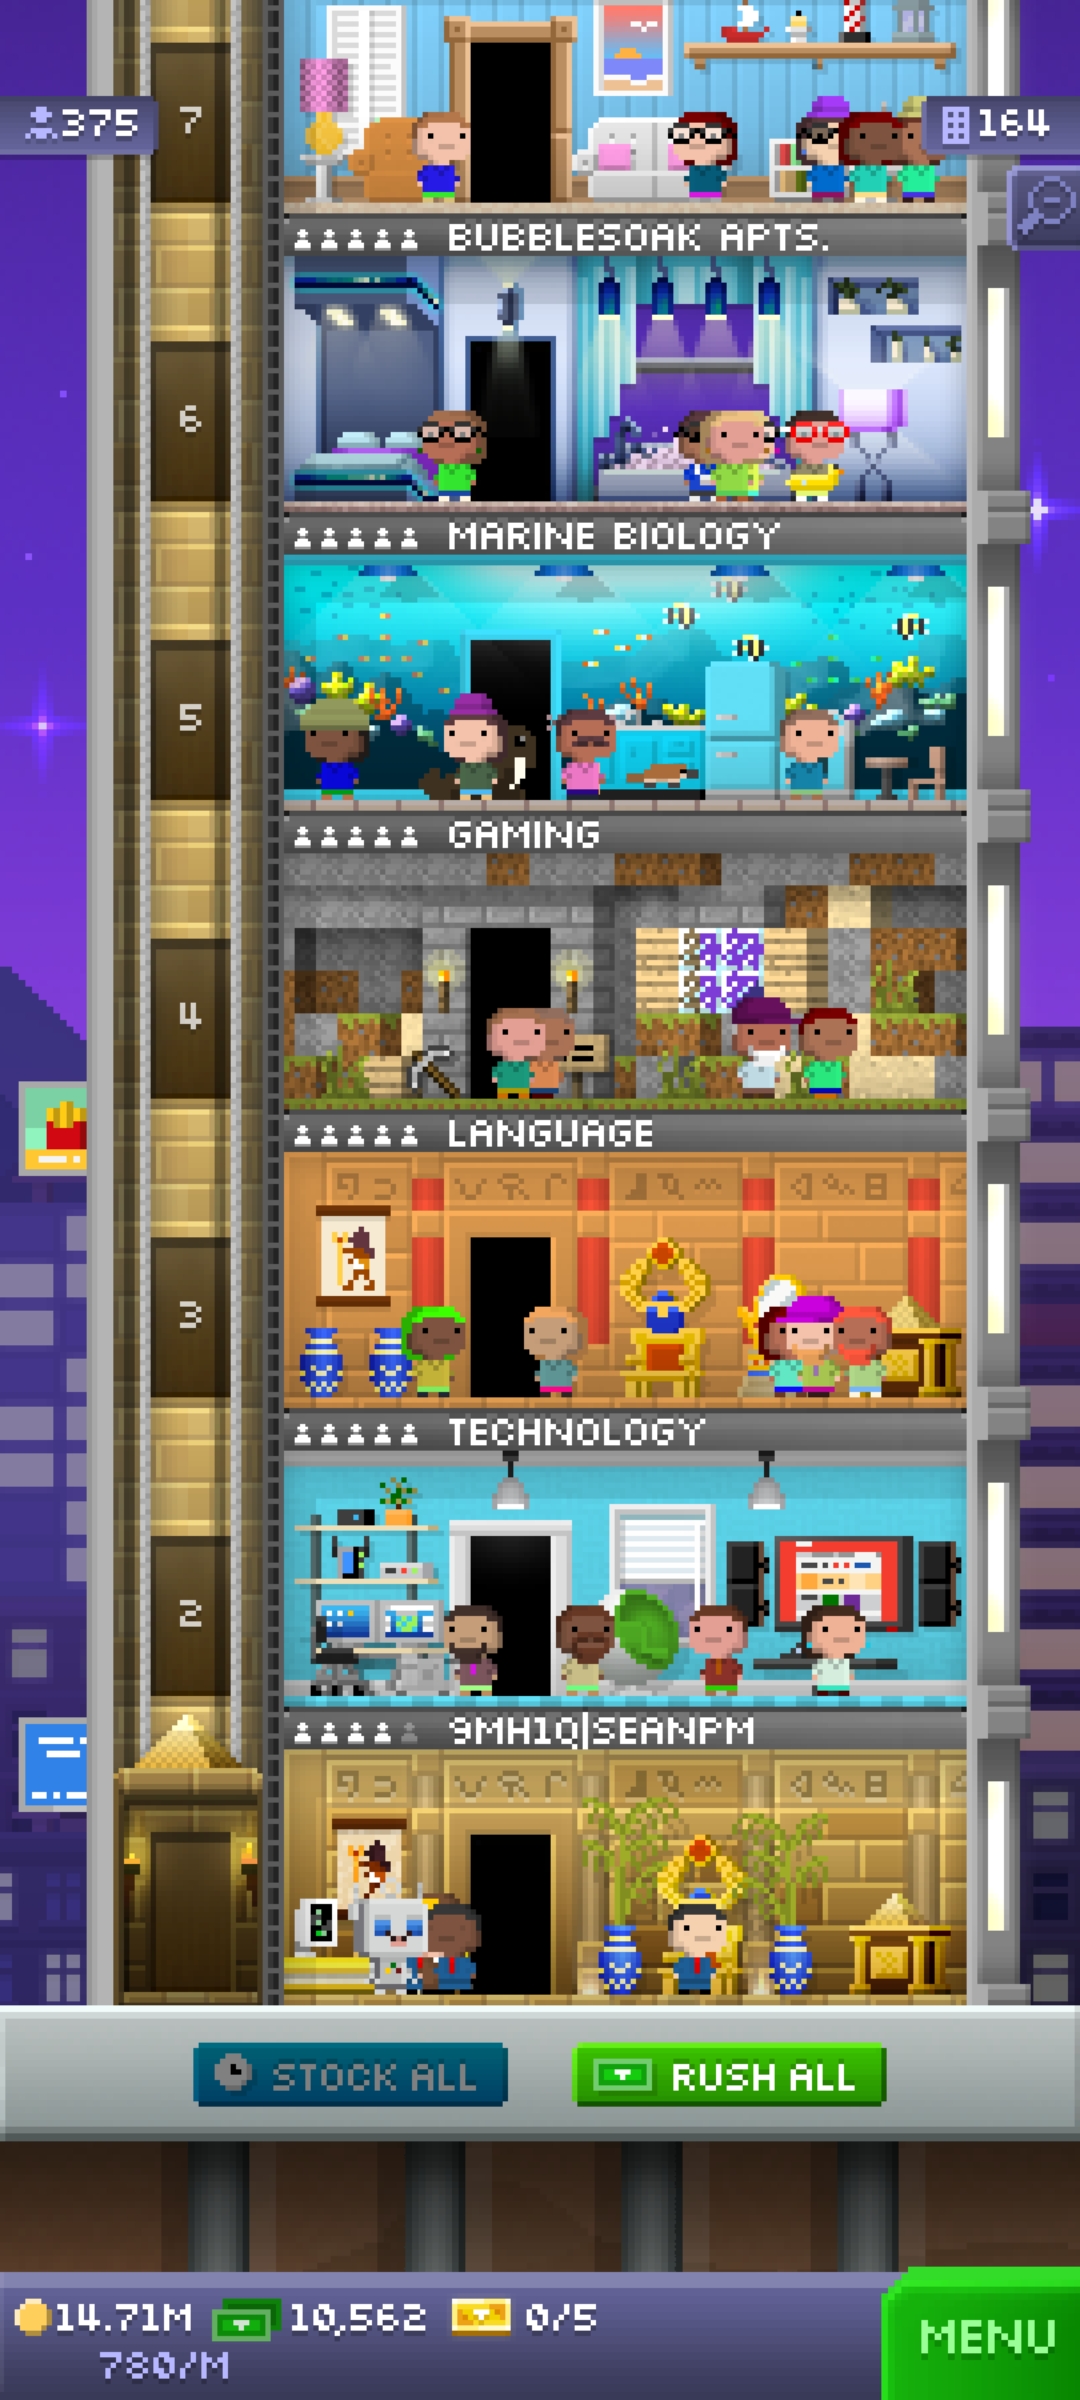 375
7
164
BUBBLESOAK APTS.
6
MARINE BIOLOGY
5
GAMING
4
LANGUAGE
3
TECHNOLOGY
2
9MH1Q|SEANPM
STOCK ALL
RUSH ALL
14.71M
10,562
0/5
780/M
MENU